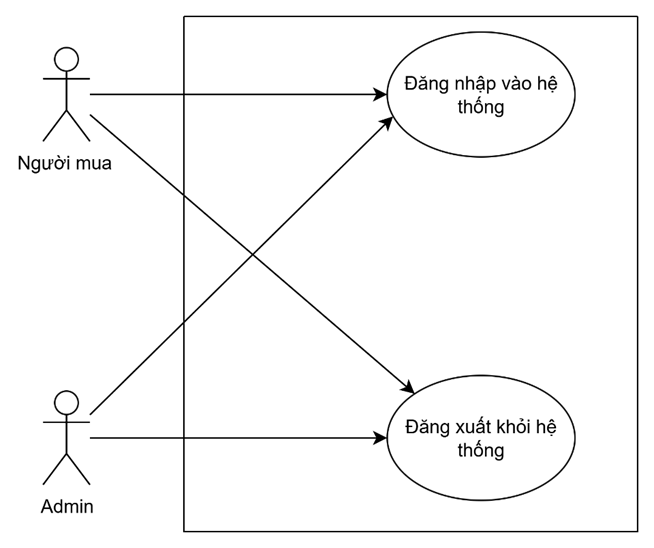 Đăng nhập vào hệ
thống
Người mua
Đăng xuất khỏi hệ
thống
Admin